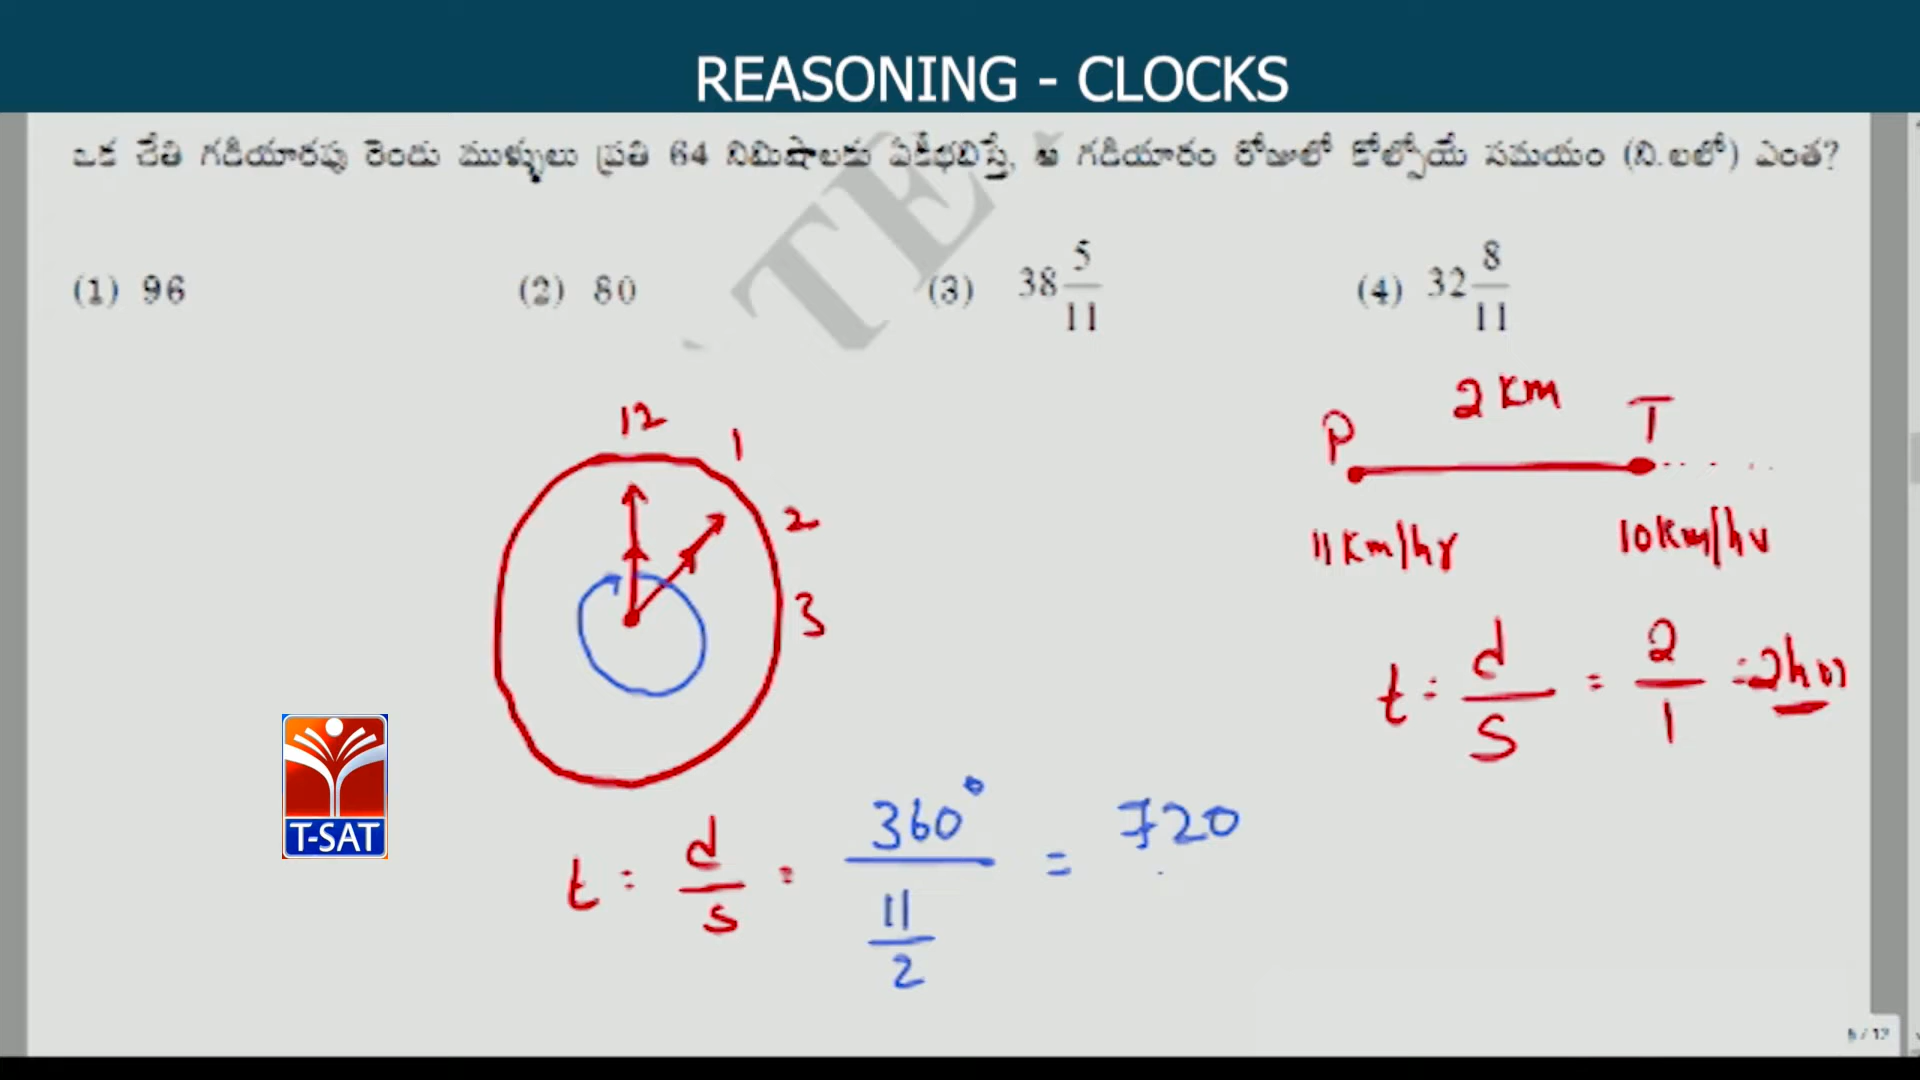 REASONING - CLOCKS
ఒక చేతి గడియారపు రెండు ముళ్ళులు ప్రతి 64 నిమిషాలకు ఏకీభవిస్తే, ఆ గడియారం రోజులో కోల్పోయే సమయం (ని.లలో) ఎంత?
(1) 96 (2) 80 (3) 38 5/11 (4) 32 8/11
12
1
2
3
P 2 Km T
11 Km/hr 10 Km/hr
t = d/s = 2/1 = 2 hrs
t = d/s = 360°/(11/2) = 720
T-SAT